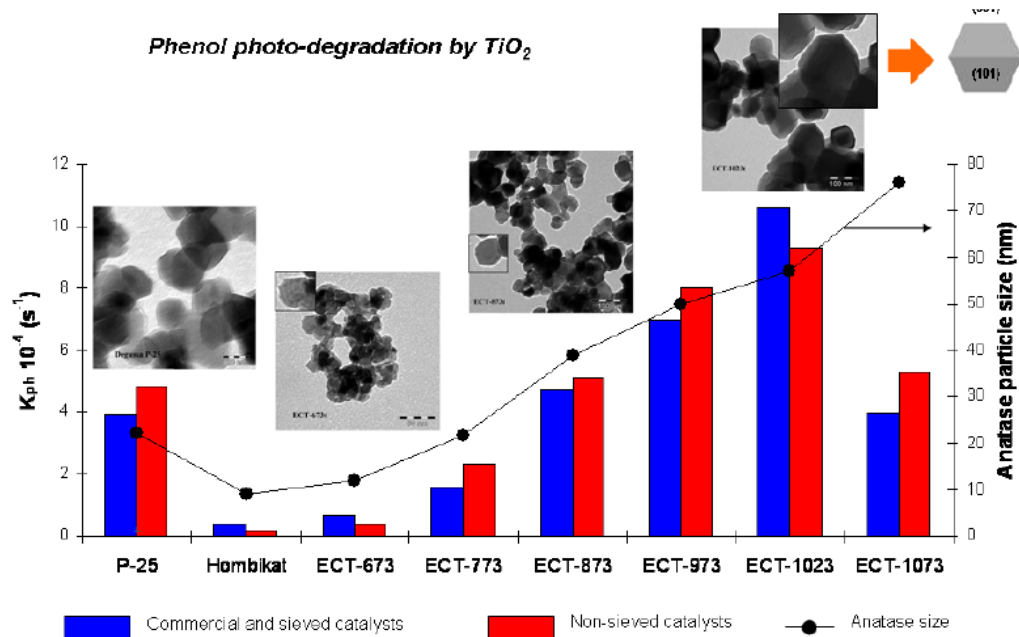 Phenol photo-degradation by TiO2
(101)
ECT-1023t
100 nm
12
10
8
6
4
2
0
Kph 10-4 (s-1)
80
70
60
50
40
30
20
10
0
Anatase particle size (nm)
Degussa P-25
ECT-673t
ECT-873t
P-25
Hombikat
ECT-673
ECT-773
ECT-873
ECT-973
ECT-1023
ECT-1073
Commercial and sieved catalysts
Non-sieved catalysts
Anatase size